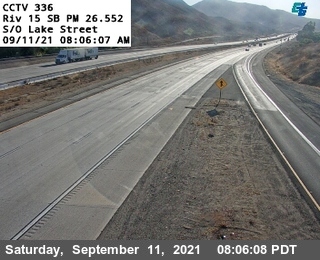 CCTV 336
Riv 15 SB PM 26.552
S/O Lake Street
09/11/21 08:06:07 AM
Saturday, September 11, 2021 08:06:08 PDT